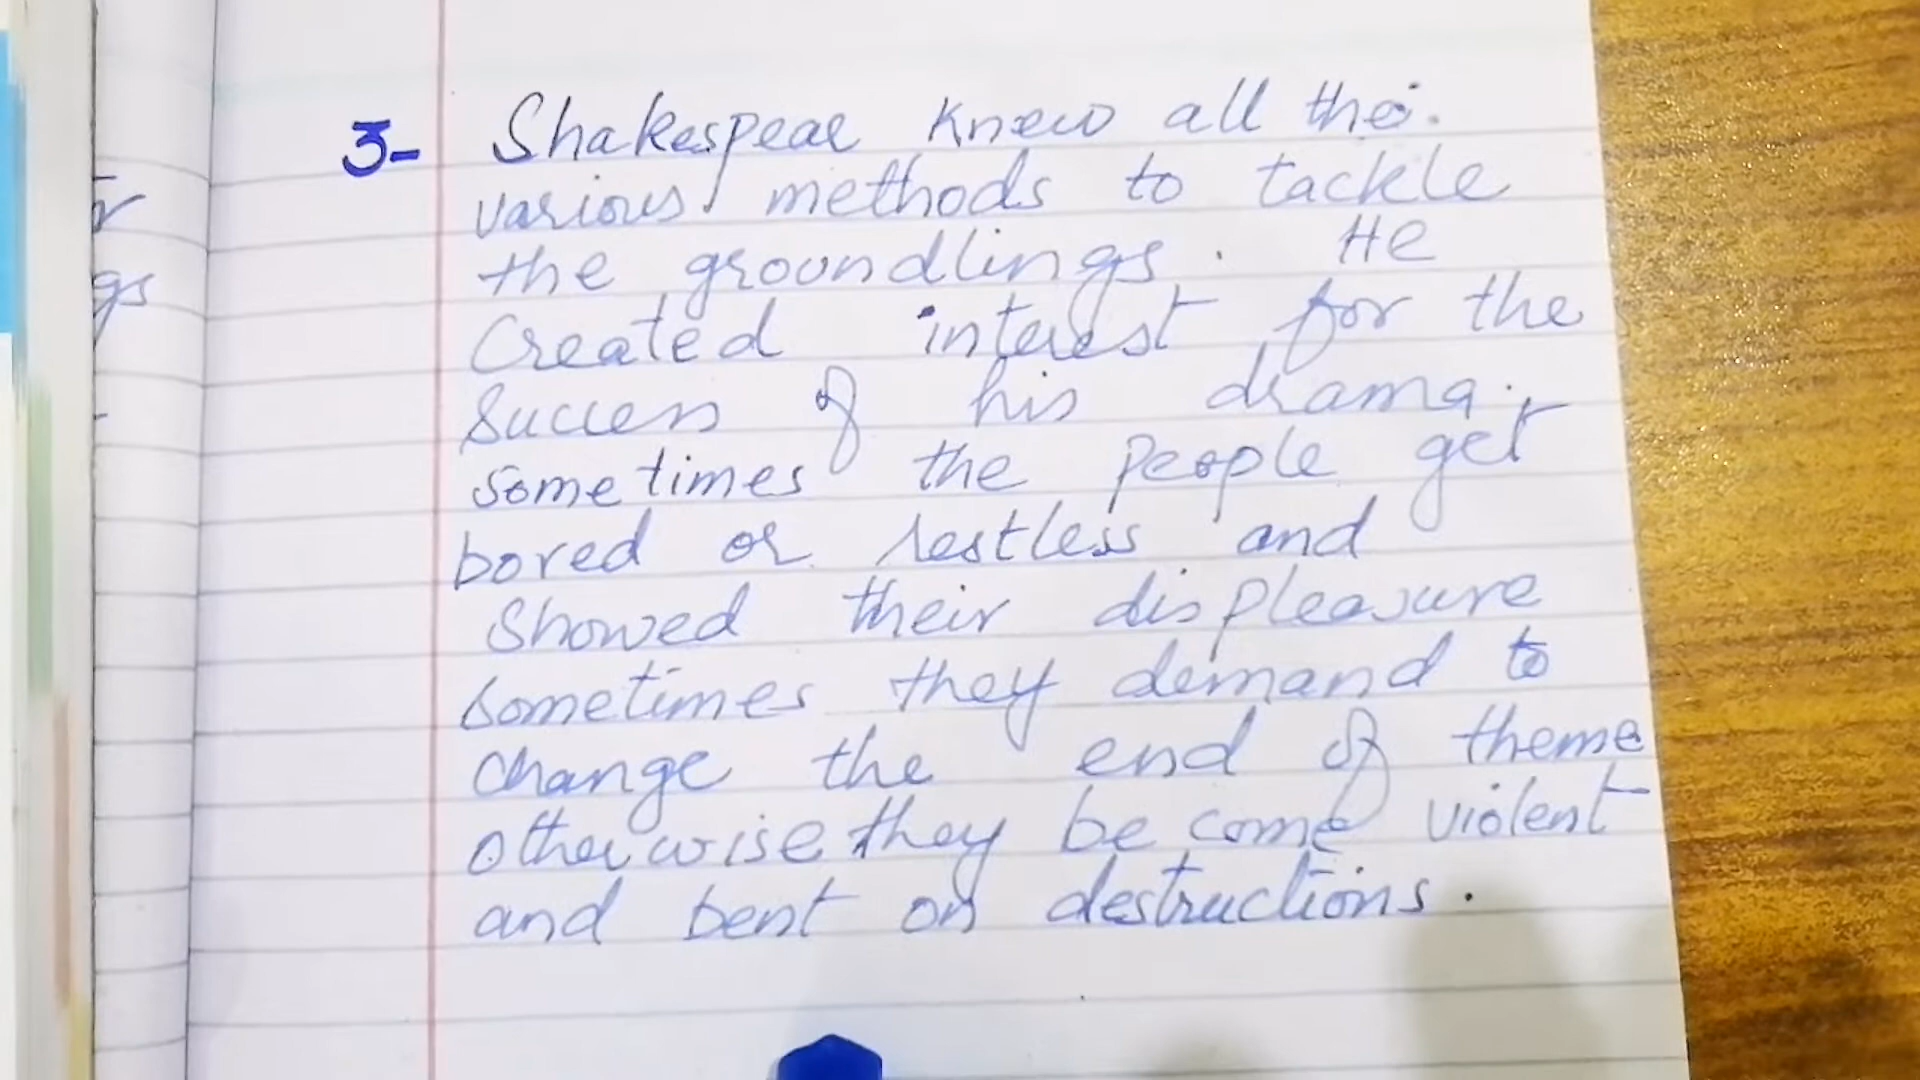 3- Shakespeae knew all the.
various methods to tackle
the groundlings. He
Created interest for the
success of his drama.
sometimes the people get
bored or restless and
Showed their displeasure
sometimes they demand to
change the end of theme
otherwise they become violent
and bent on destructions.
gs